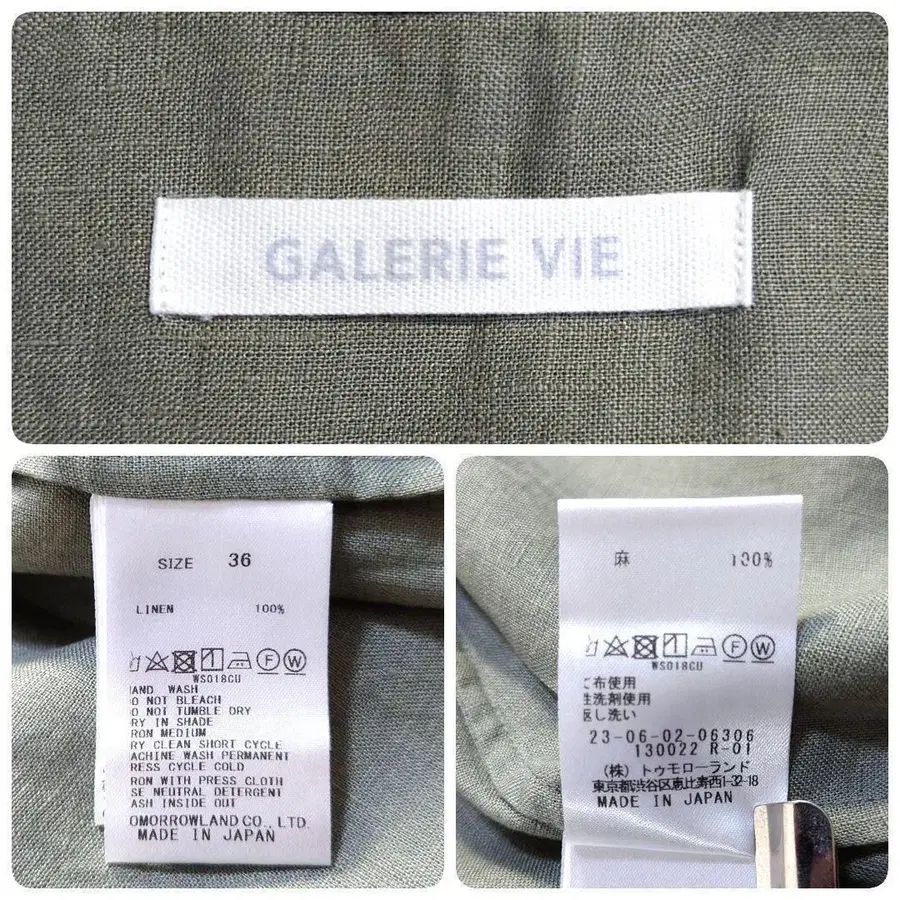 GALERIE VIE
SIZE 36
LINEN 100%
WS018CU
AND WASH
O NOT BLEACH
O NOT TUMBLE DRY
RY IN SHADE
RON MEDIUM
RY CLEAN SHORT CYCLE
ACHINE WASH PERMANENT
RESS CYCLE COLD
RON WITH PRESS CLOTH
SE NEUTRAL DETERGENT
ASH INSIDE OUT
OMORROWLAND CO., LTD.
MADE IN JAPAN
麻 100%
WS018CU
て布使用
性洗剤使用
返し洗い
23-06-02-06306
130022 R-01
(株) トゥモローランド
東京都渋谷区恵比寿西1-32-18
MADE IN JAPAN